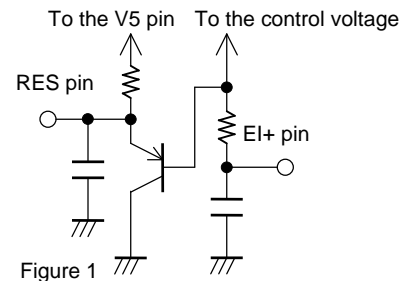 To the V5 pin
To the control voltage
RES pin
EI+ pin
Figure 1